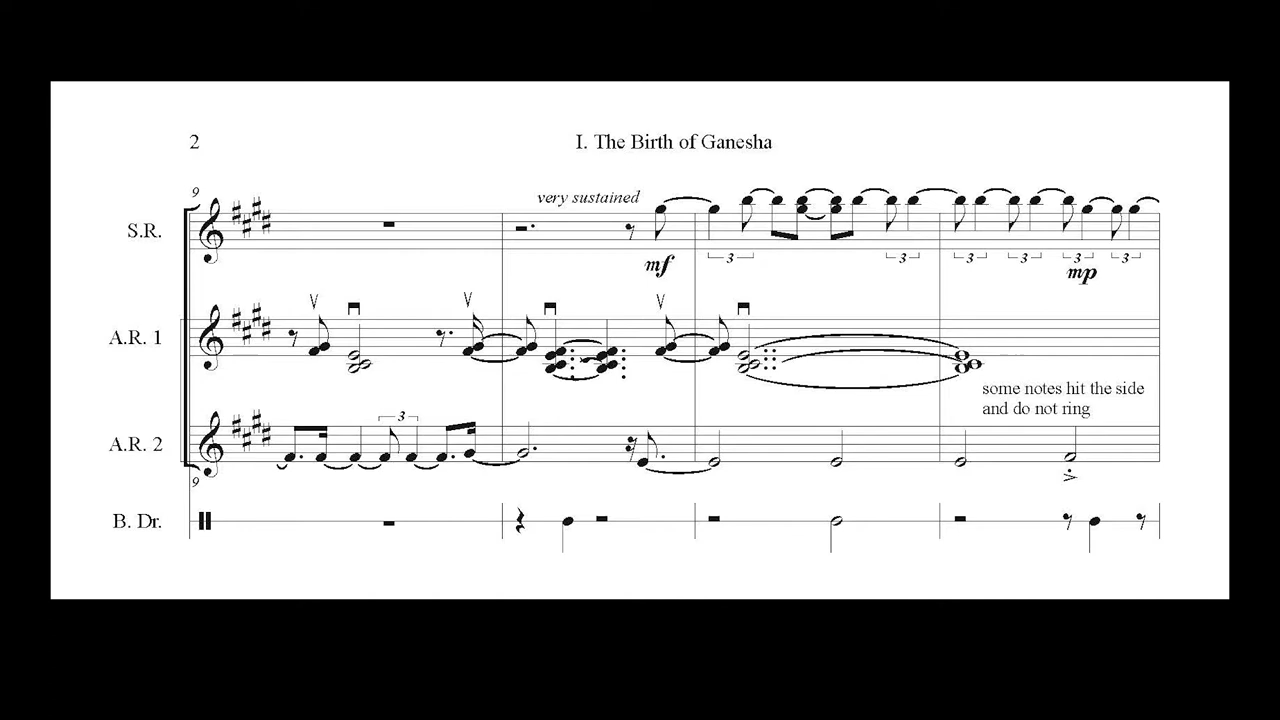 2
I. The Birth of Ganesha
9
very sustained
S.R.
mf
3
3
3
3
3
3
mp
A.R. 1
some notes hit the side
and do not ring
3
A.R. 2
9
B. Dr.